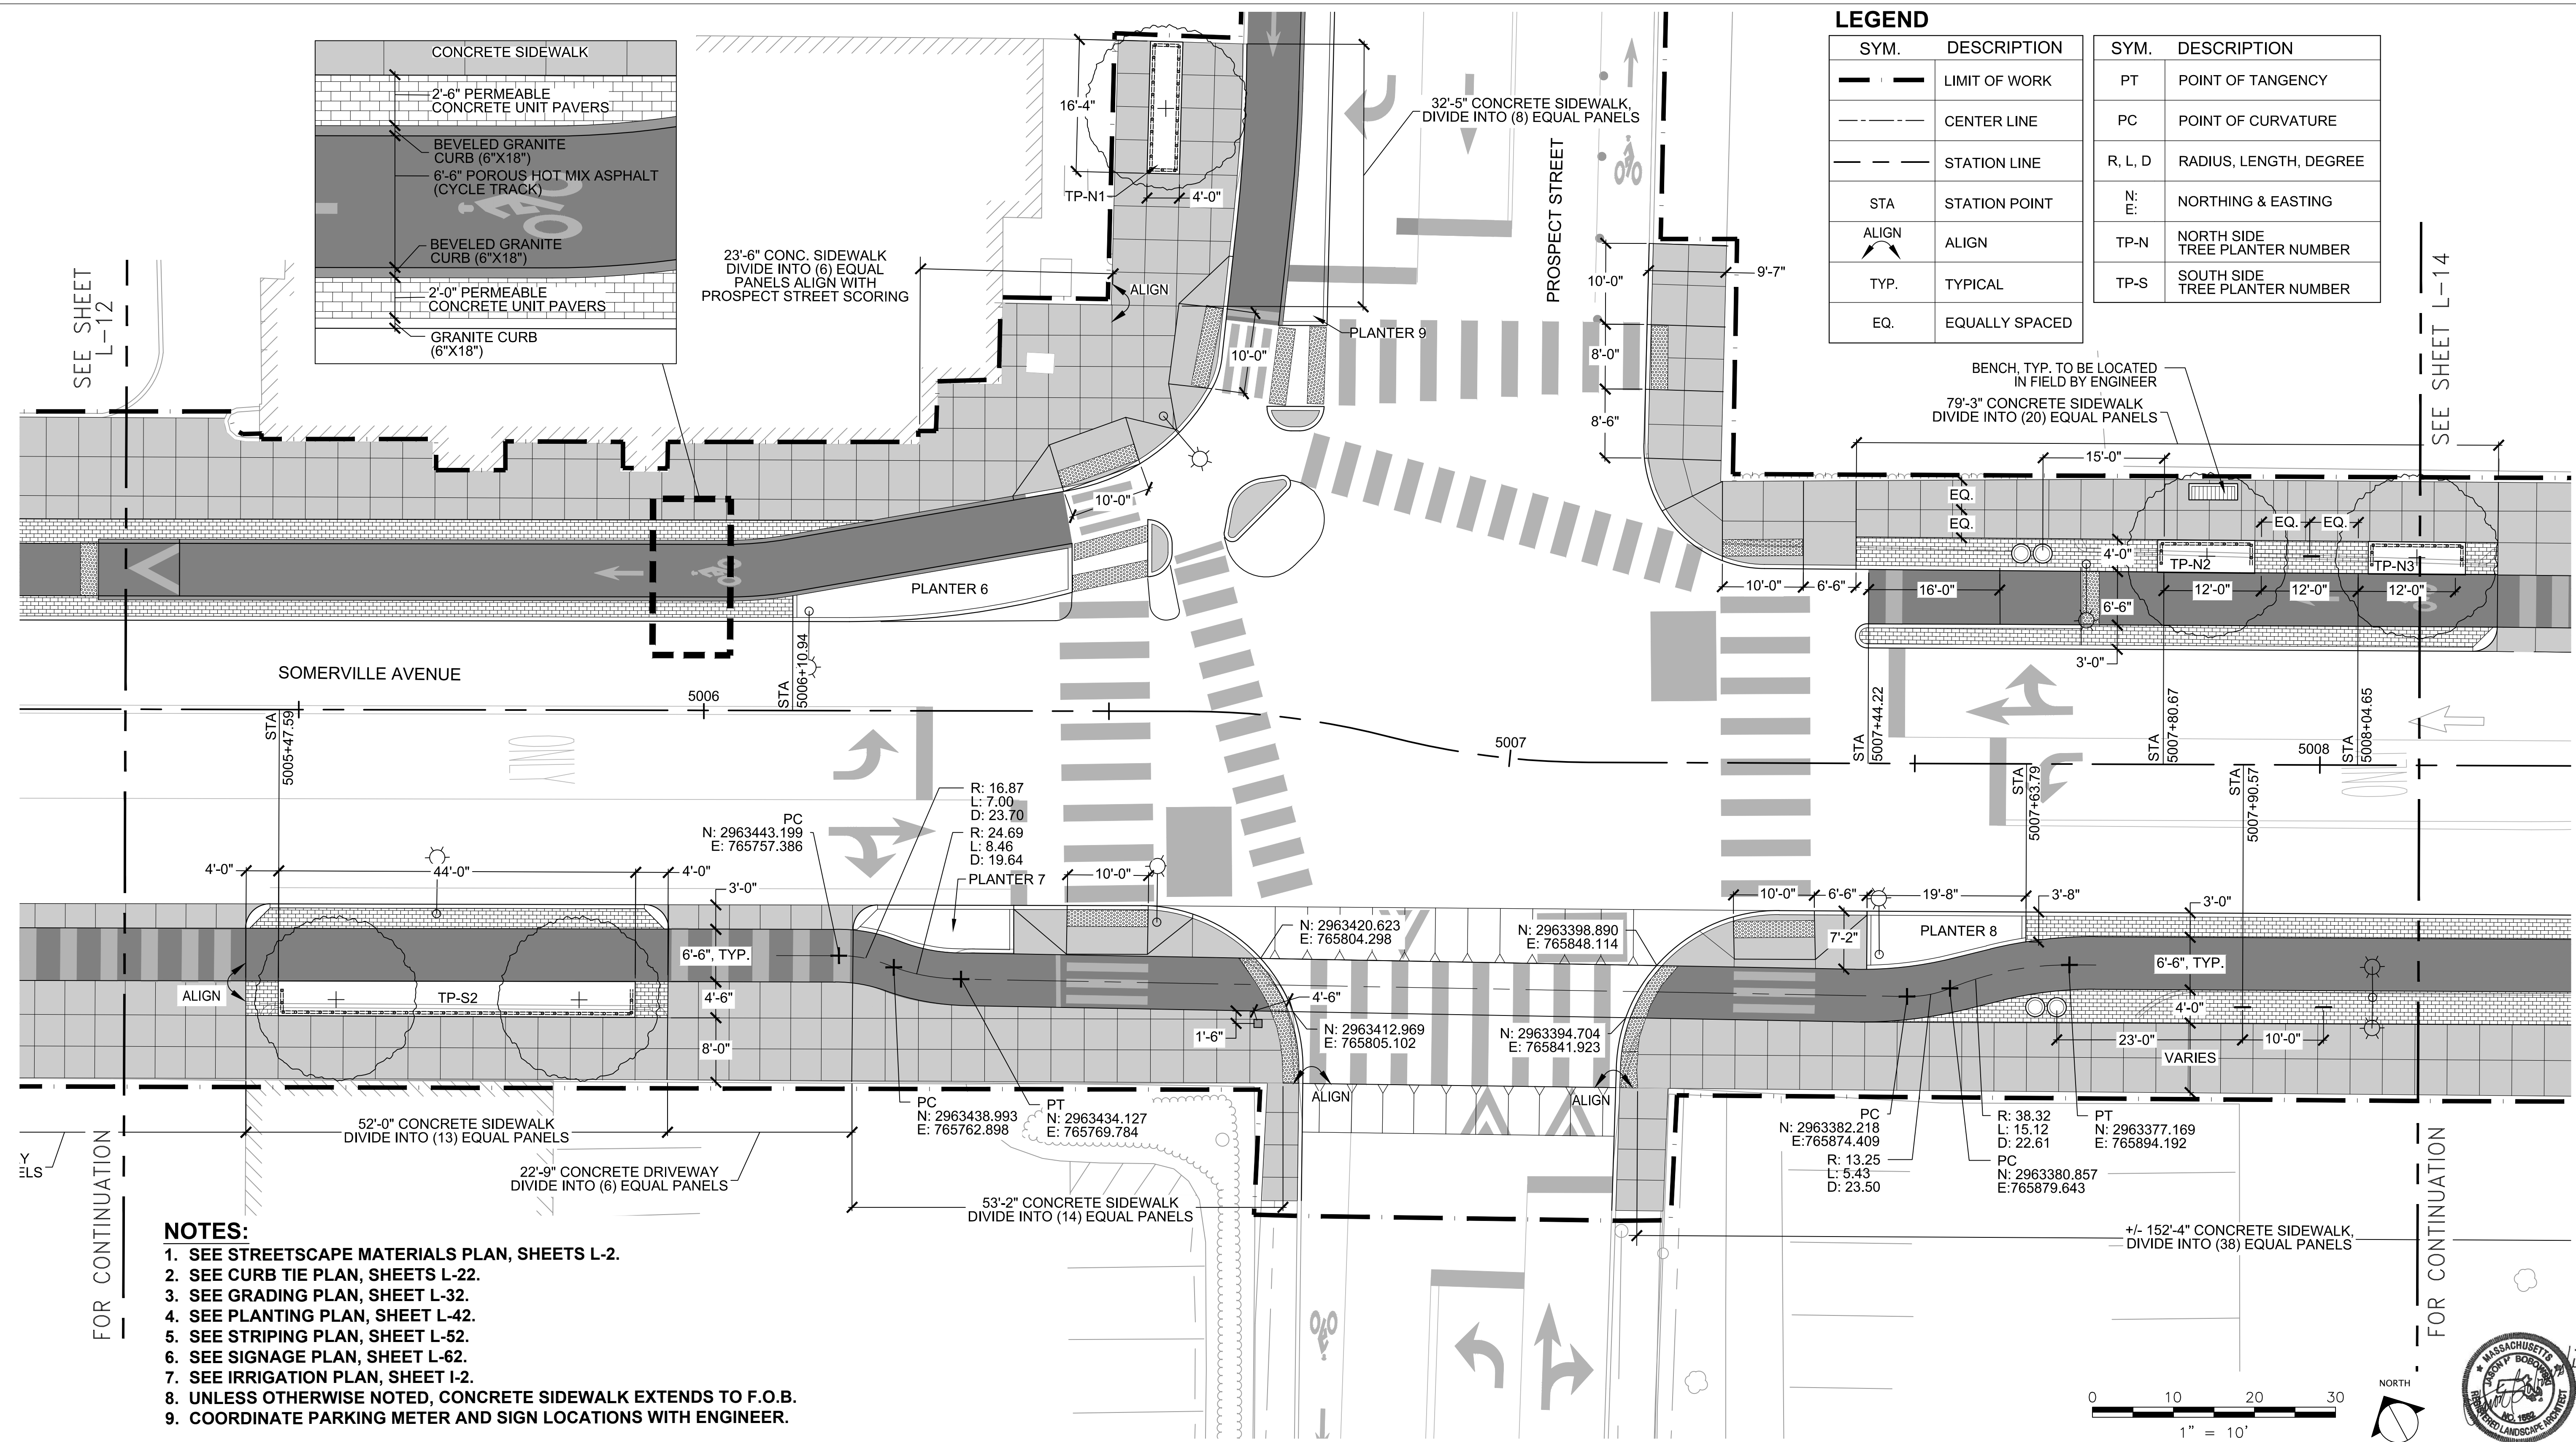 CONCRETE SIDEWALK
2'-6" PERMEABLE
CONCRETE UNIT PAVERS
BEVELED GRANITE
CURB (6"X18")
6'-6" POROUS HOT MIX ASPHALT
(CYCLE TRACK)
BEVELED GRANITE
CURB (6"X18")
2'-0" PERMEABLE
CONCRETE UNIT PAVERS
GRANITE CURB
(6"X18")
SEE SHEET
L-12
23'-6" CONC. SIDEWALK
DIVIDE INTO (6) EQUAL
PANELS ALIGN WITH
PROSPECT STREET SCORING
16'-4"
TP-N1
4'-0"
ALIGN
32'-5" CONCRETE SIDEWALK,
DIVIDE INTO (8) EQUAL PANELS
PROSPECT STREET
PLANTER 9
10'-0"
10'-0"
10'-0"
8'-0"
8'-6"
9'-7"
LEGEND
SYM. DESCRIPTION
LIMIT OF WORK
CENTER LINE
STATION LINE
STA STATION POINT
ALIGN ALIGN
TYP. TYPICAL
EQ. EQUALLY SPACED
SYM. DESCRIPTION
PT POINT OF TANGENCY
PC POINT OF CURVATURE
R, L, D RADIUS, LENGTH, DEGREE
N:
E:
NORTHING & EASTING
TP-N NORTH SIDE
TREE PLANTER NUMBER
TP-S SOUTH SIDE
TREE PLANTER NUMBER
SEE SHEET L-14
BENCH, TYP. TO BE LOCATED
IN FIELD BY ENGINEER
79'-3" CONCRETE SIDEWALK
DIVIDE INTO (20) EQUAL PANELS
15'-0"
EQ.
EQ.
EQ.
EQ.
4'-0"
TP-N2
TP-N3
10'-0"
6'-6"
16'-0"
6'-6"
12'-0"
12'-0"
12'-0"
3'-0"
PLANTER 6
SOMERVILLE AVENUE
STA
5006+10.94
5006
STA
5005+47.59
5007
STA
5007+44.22
STA
5007+80.67
STA
5008+04.65
5008
STA
5007+63.79
STA
5007+90.57
R: 16.87
L: 7.00
D: 23.70
R: 24.69
L: 8.46
D: 19.64
PC
N: 2963443.199
E: 765757.386
PLANTER 7
4'-0"
44'-0"
4'-0"
3'-0"
10'-0"
6'-6", TYP.
4'-6"
8'-0"
ALIGN
TP-S2
N: 2963420.623
E: 765804.298
N: 2963398.890
E: 765848.114
4'-6"
1'-6"
N: 2963412.969
E: 765805.102
N: 2963394.704
E: 765841.923
ALIGN
ALIGN
10'-0"
6'-6"
19'-8"
3'-8"
3'-0"
7'-2"
PLANTER 8
6'-6", TYP.
4'-0"
23'-0"
10'-0"
VARIES
PC
N: 2963438.993
E: 765762.898
PT
N: 2963434.127
E: 765769.784
52'-0" CONCRETE SIDEWALK
DIVIDE INTO (13) EQUAL PANELS
22'-9" CONCRETE DRIVEWAY
DIVIDE INTO (6) EQUAL PANELS
53'-2" CONCRETE SIDEWALK
DIVIDE INTO (14) EQUAL PANELS
PC
N: 2963382.218
E:765874.409
R: 13.25
L: 5.43
D: 23.50
R: 38.32
L: 15.12
D: 22.61
PC
N: 2963380.857
E:765879.643
PT
N: 2963377.169
E: 765894.192
+/- 152'-4" CONCRETE SIDEWALK,
DIVIDE INTO (38) EQUAL PANELS
Y
ELS
FOR CONTINUATION
FOR CONTINUATION
NOTES:
1. SEE STREETSCAPE MATERIALS PLAN, SHEETS L-2.
2. SEE CURB TIE PLAN, SHEETS L-22.
3. SEE GRADING PLAN, SHEET L-32.
4. SEE PLANTING PLAN, SHEET L-42.
5. SEE STRIPING PLAN, SHEET L-52.
6. SEE SIGNAGE PLAN, SHEET L-62.
7. SEE IRRIGATION PLAN, SHEET I-2.
8. UNLESS OTHERWISE NOTED, CONCRETE SIDEWALK EXTENDS TO F.O.B.
9. COORDINATE PARKING METER AND SIGN LOCATIONS WITH ENGINEER.
0 10 20 30
1" = 10'
NORTH
MASSACHUSETTS
JASON P BOBOWSKI
REGISTERED LANDSCAPE ARCHITECT